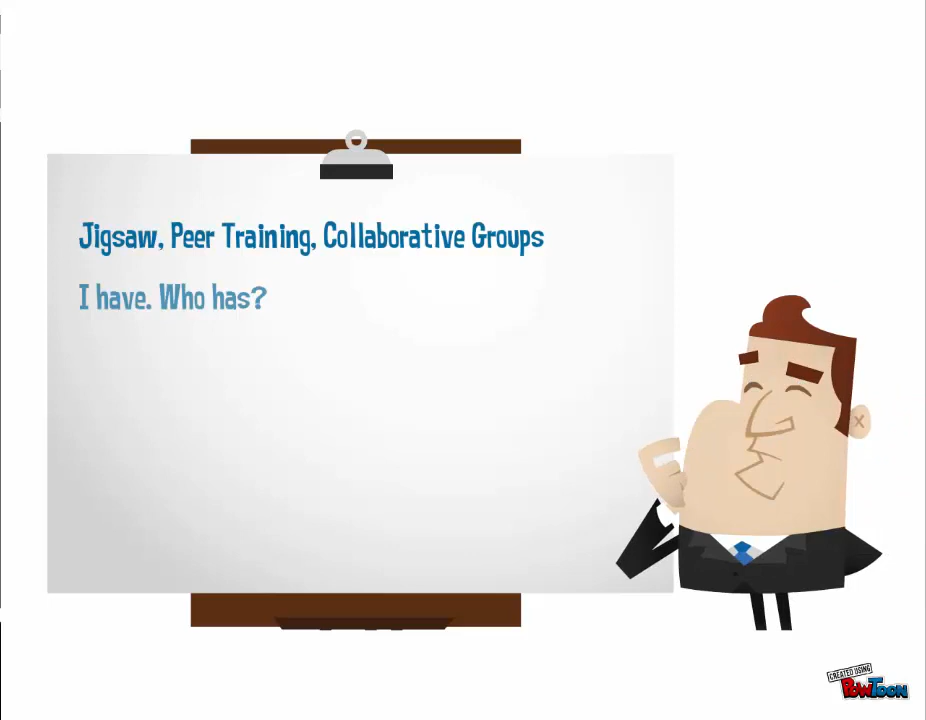 Jigsaw, Peer Training, Collaborative Groups
I have. Who has?
CREATED USING
POWTOON